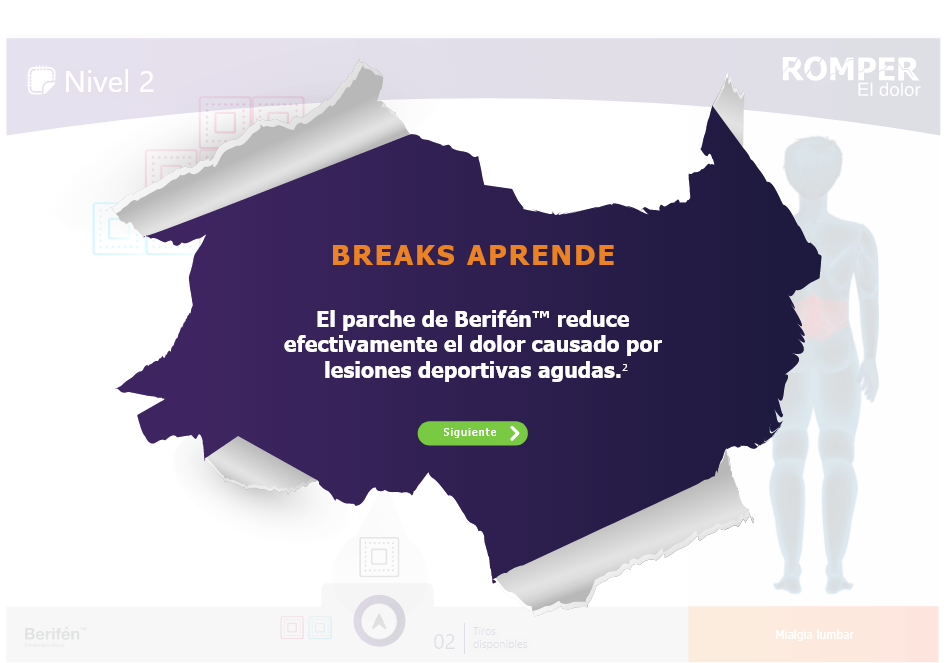 Nivel 2
ROMPER
El dolor
BREAKS APRENDE
El parche de Berifén™ reduce
efectivamente el dolor causado por
lesiones deportivas agudas.²
Siguiente
Berifén™
02
Tiros
disponibles
Mialgia lumbar